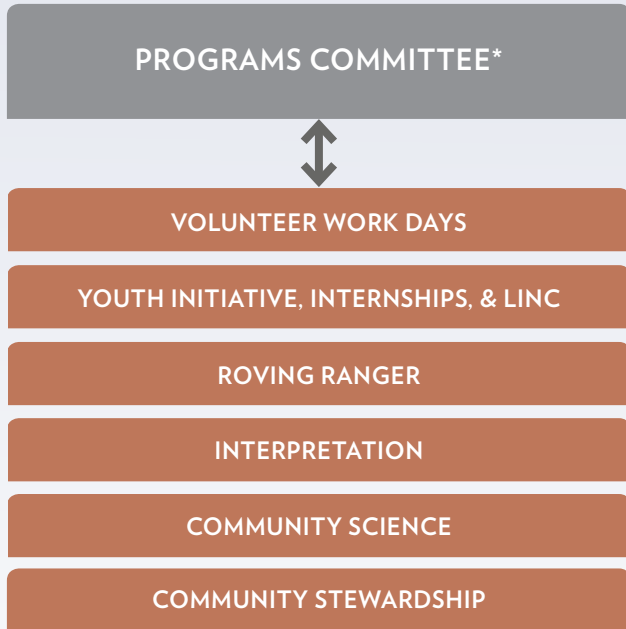 PROGRAMS COMMITTEE*
VOLUNTEER WORK DAYS
YOUTH INITIATIVE, INTERNSHIPS, & LINC
ROVING RANGER
INTERPRETATION
COMMUNITY SCIENCE
COMMUNITY STEWARDSHIP